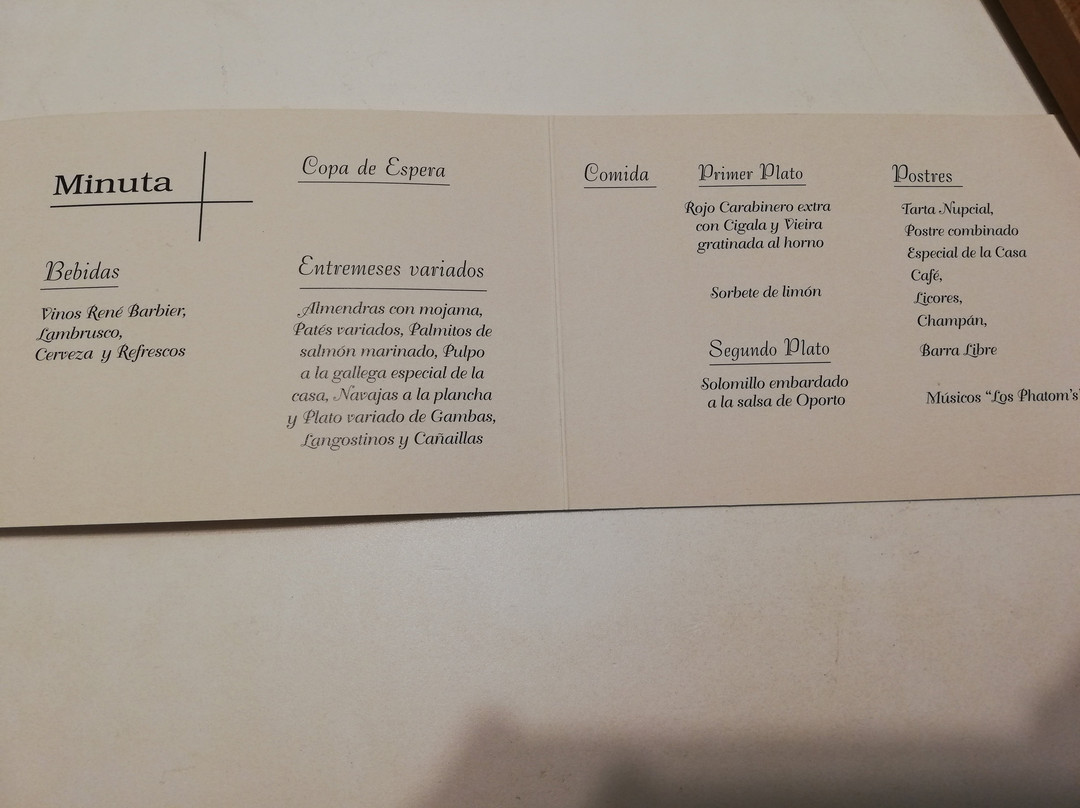 Minuta
Bebidas
Vinos René Barbier,
Lambrusco,
Cerveza y Refrescos
Copa de Espera
Entremeses variados
Almendras con mojama,
Patés variados, Palmitos de
salmón marinado, Pulpo
a la gallega especial de la
casa, Navajas a la plancha
y Plato variado de Gambas,
Langostinos y Cañaillas
Comida
Primer Plato
Rojo Carabinero extra
con Cigala y Vieira
gratinada al horno
Sorbete de limón
Segundo Plato
Solomillo embardado
a la salsa de Oporto
Postres
Tarta Nupcial,
Postre combinado
Especial de la Casa
Café,
Licores,
Champán,
Barra Libre
Músicos “Los Phatom's”